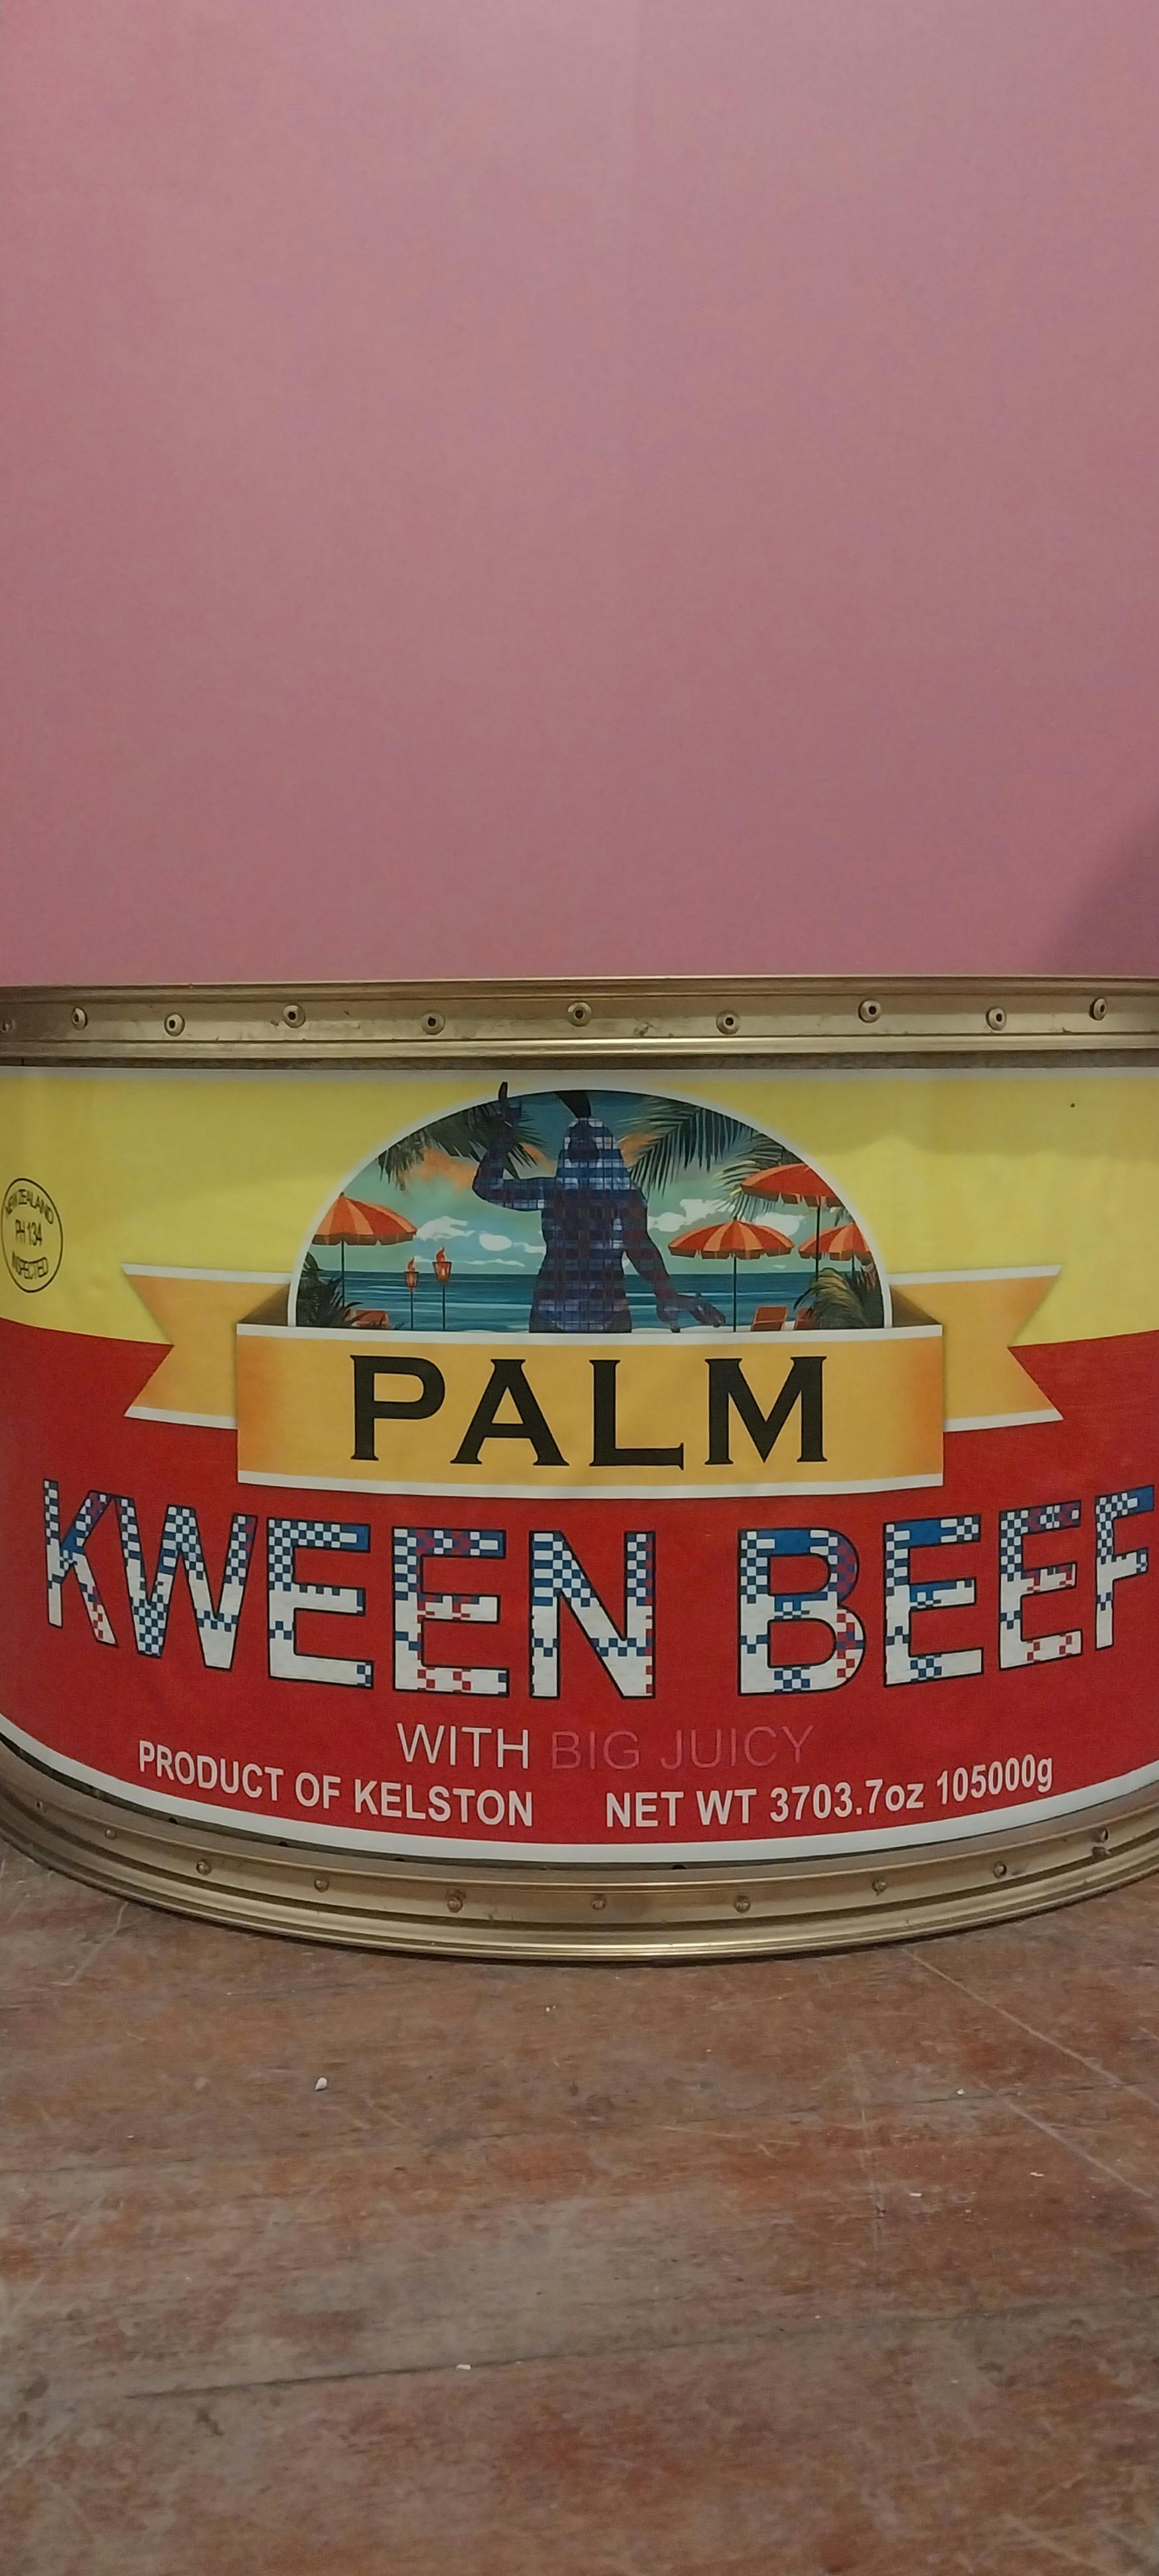 NEW ZEALAND
PH 134
INSPECTED
PALM
KWEEN BEEF
WITH BIG JUICY
PRODUCT OF KELSTON NET WT 3703.7oz 105000g